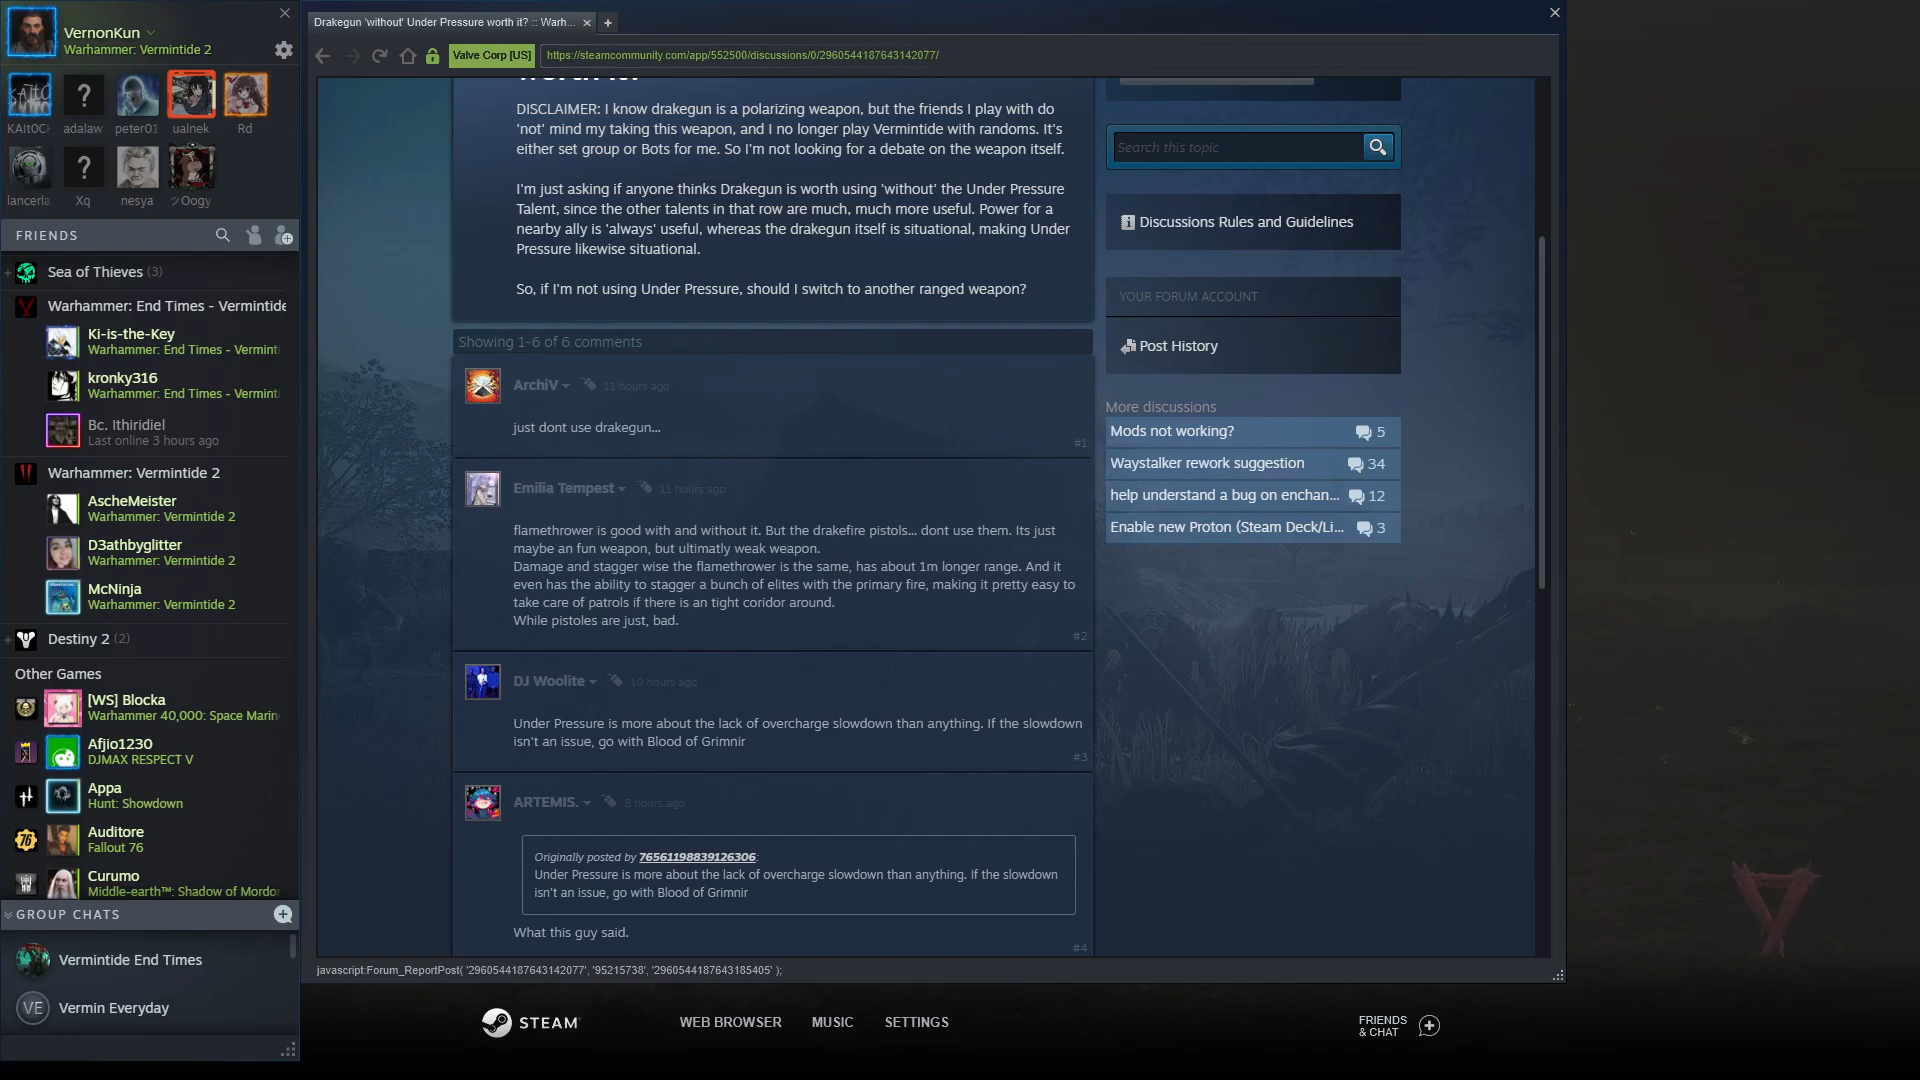 VernonKun
Warhammer: Vermintide 2
KAItOCH
adalaw
peter01
ualnek
Rd
lancerla
Xq
nesya
ツOogy
FRIENDS
Sea of Thieves (3)
Warhammer: End Times - Vermintide
Ki-is-the-Key
Warhammer: End Times - Verminti
kronky316
Warhammer: End Times - Verminti
Bc. Ithiridiel
Last online 3 hours ago
Warhammer: Vermintide 2
AscheMeister
Warhammer: Vermintide 2
D3athbyglitter
Warhammer: Vermintide 2
McNinja
Warhammer: Vermintide 2
Destiny 2 (2)
Other Games
[WS] Blocka
Warhammer 40,000: Space Marin
Afjio1230
DJMAX RESPECT V
Appa
Hunt: Showdown
Auditore
Fallout 76
Curumo
Middle-earth™: Shadow of Mordo
GROUP CHATS
Vermintide End Times
VE Vermin Everyday
Drakegun 'without' Under Pressure worth it? :: Warh...
Valve Corp [US]
https://steamcommunity.com/app/552500/discussions/0/2960544187643142077/
DISCLAIMER: I know drakegun is a polarizing weapon, but the friends I play with do
'not' mind my taking this weapon, and I no longer play Vermintide with randoms. It's
either set group or Bots for me. So I'm not looking for a debate on the weapon itself.
I'm just asking if anyone thinks Drakegun is worth using 'without' the Under Pressure
Talent, since the other talents in that row are much, much more useful. Power for a
nearby ally is 'always' useful, whereas the drakegun itself is situational, making Under
Pressure likewise situational.
So, if I'm not using Under Pressure, should I switch to another ranged weapon?
Showing 1-6 of 6 comments
ArchiV
11 hours ago
just dont use drakegun...
#1
Emilia Tempest
11 hours ago
flamethrower is good with and without it. But the drakefire pistols... dont use them. Its just
maybe an fun weapon, but ultimatly weak weapon.
Damage and stagger wise the flamethrower is the same, has about 1m longer range. And it
even has the ability to stagger a bunch of elites with the primary fire, making it pretty easy to
take care of patrols if there is an tight coridor around.
While pistoles are just, bad.
#2
DJ Woolite
10 hours ago
Under Pressure is more about the lack of overcharge slowdown than anything. If the slowdown
isn't an issue, go with Blood of Grimnir
#3
ARTEMIS.
8 hours ago
Originally posted by 76561198839126306:
Under Pressure is more about the lack of overcharge slowdown than anything. If the slowdown
isn't an issue, go with Blood of Grimnir
What this guy said.
#4
Search this topic
Discussions Rules and Guidelines
YOUR FORUM ACCOUNT
Post History
More discussions
Mods not working? 5
Waystalker rework suggestion 34
help understand a bug on enchan... 12
Enable new Proton (Steam Deck/Li... 3
javascript:Forum_ReportPost( '2960544187643142077', '95215738', '2960544187643185405' );
STEAM
WEB BROWSER
MUSIC
SETTINGS
FRIENDS
& CHAT